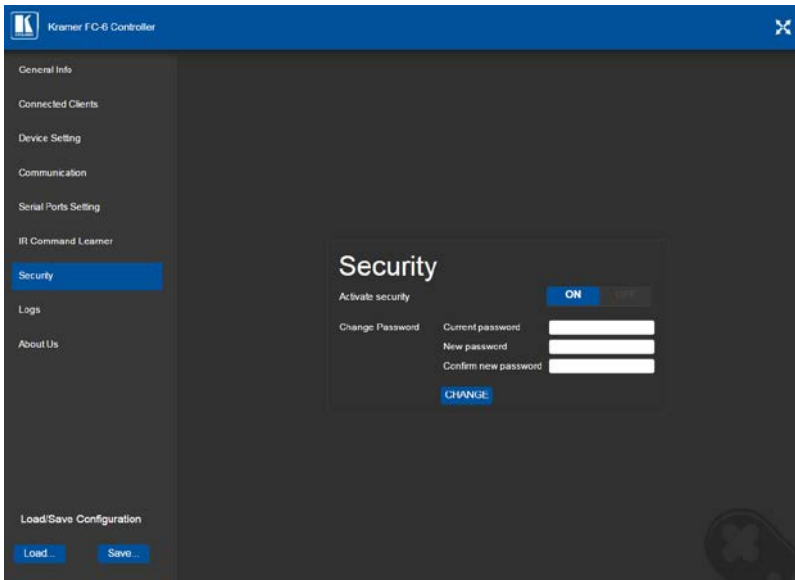 Kramer FC-6 Controller
General Info
Connected Clients
Device Setting
Communication
Serial Ports Setting
IR Command Learner
Security
Logs
About Us
Security
Activate security ON OFF
Change Password Current password
New password
Confirm new password
CHANGE
Load/Save Configuration
Load... Save...